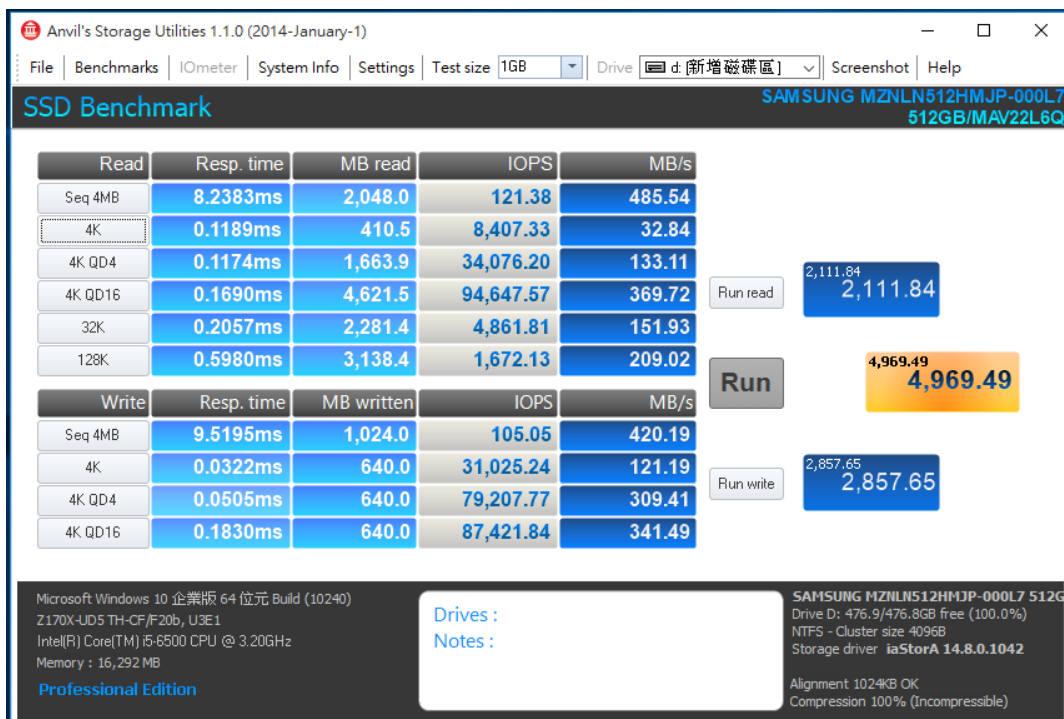 Anvil's Storage Utilities 1.1.0 (2014-January-1)
File Benchmarks IOmeter System Info Settings Test size 1GB Drive d: [新增磁碟區] Screenshot Help
SSD Benchmark
SAMSUNG MZNLN512HMJP-000L7
512GB/MAV22L6Q
Read Resp. time MB read IOPS MB/s
Seq 4MB 8.2383ms 2,048.0 121.38 485.54
4K 0.1189ms 410.5 8,407.33 32.84
4K QD4 0.1174ms 1,663.9 34,076.20 133.11
4K QD16 0.1690ms 4,621.5 94,647.57 369.72
32K 0.2057ms 2,281.4 4,861.81 151.93
128K 0.5980ms 3,138.4 1,672.13 209.02
Run read
2,111.84
2,111.84
Run
4,969.49
4,969.49
Write Resp. time MB written IOPS MB/s
Seq 4MB 9.5195ms 1,024.0 105.05 420.19
4K 0.0322ms 640.0 31,025.24 121.19
4K QD4 0.0505ms 640.0 79,207.77 309.41
4K QD16 0.1830ms 640.0 87,421.84 341.49
Run write
2,857.65
2,857.65
Microsoft Windows 10 企業版 64 位元 Build (10240)
Z170X-UD5 TH-CF/F20b, U3E1
Intel(R) Core(TM) i5-6500 CPU @ 3.20GHz
Memory : 16,292 MB
Professional Edition
Drives :
Notes :
SAMSUNG MZNLN512HMJP-000L7 512G
Drive D: 476.9/476.8GB free (100.0%)
NTFS - Cluster size 4096B
Storage driver iaStorA 14.8.0.1042
Alignment 1024KB OK
Compression 100% (Incompressible)